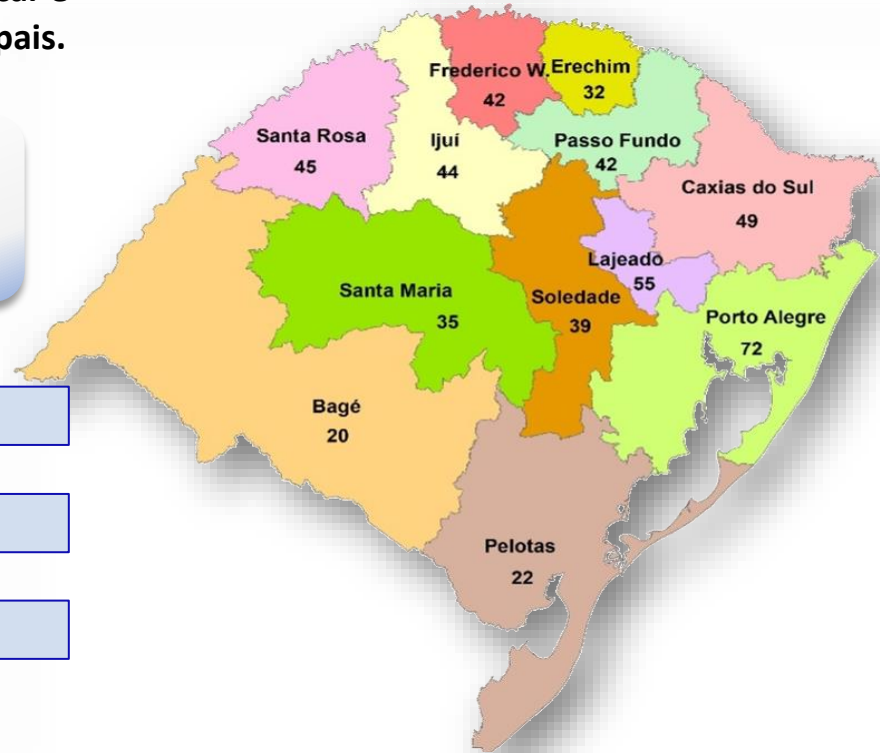 pais.
Frederico W.
42
Erechim
32
Santa Rosa
45
Ijuí
44
Passo Fundo
42
Caxias do Sul
49
Lajeado
55
Santa Maria
35
Soledade
39
Porto Alegre
72
Bagé
20
Pelotas
22